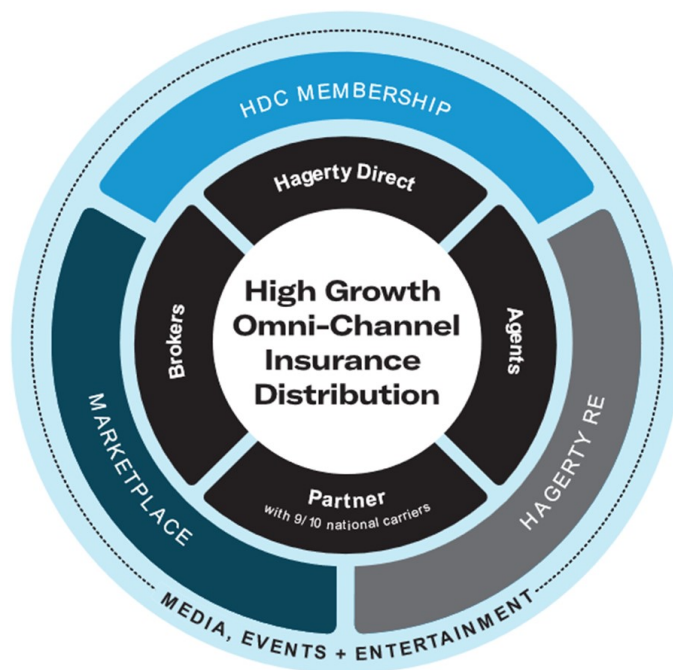 HDC MEMBERSHIP
Hagerty Direct
High Growth
Omni-Channel
Insurance
Distribution
Brokers
Agents
Partner
with 9/10 national carriers
MARKETPLACE
HAGERTY RE
MEDIA, EVENTS + ENTERTAINMENT